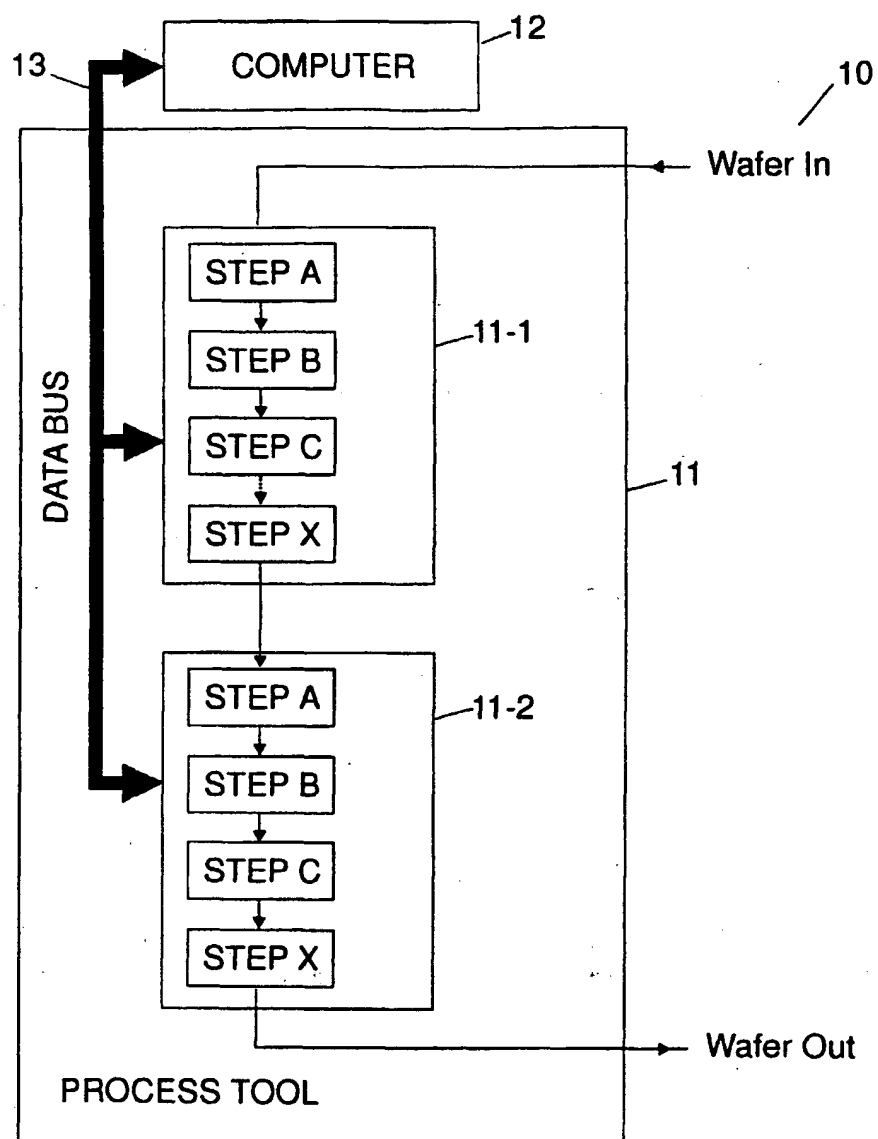 12
13
COMPUTER
10
Wafer In
STEP A
11-1
STEP B
DATA BUS
STEP C
11
STEP X
STEP A
11-2
STEP B
STEP C
STEP X
Wafer Out
PROCESS TOOL